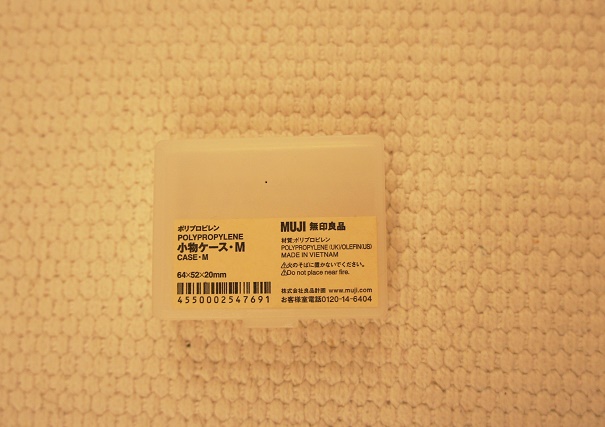 ポリプロピレン
POLYPROPYLENE
小物ケース・M
CASE・M
64×52×20mm
4550002547691
MUJI 無印良品
材質:ポリプロピレン
POLYPROPYLENE (UK)/OLEFIN(US)
MADE IN VIETNAM
⚠火のそばに置かないでください。
⚠Do not place near fire.
株式会社良品計画 www.muji.com
お客様室電話0120-14-6404